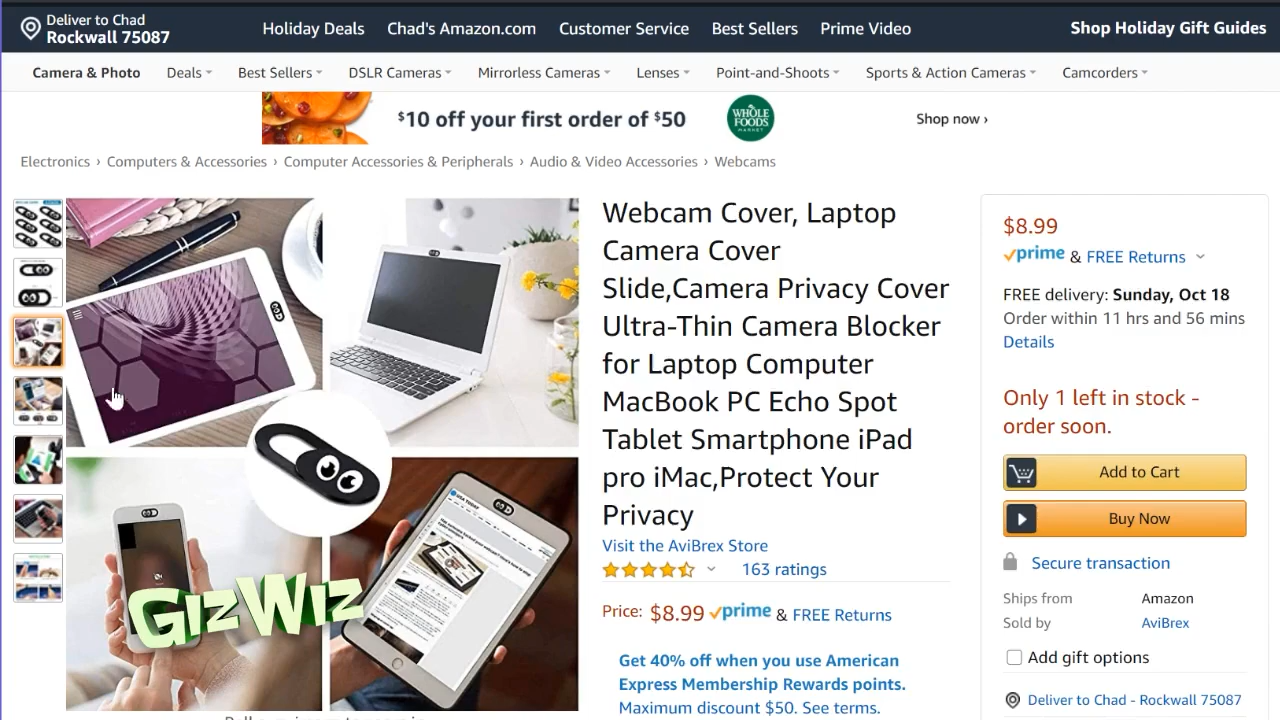 Deliver to Chad
Rockwall 75087
Holiday Deals
Chad's Amazon.com
Customer Service
Best Sellers
Prime Video
Shop Holiday Gift Guides
Camera & Photo
Deals
Best Sellers
DSLR Cameras
Mirrorless Cameras
Lenses
Point-and-Shoots
Sports & Action Cameras
Camcorders
$10 off your first order of $50
WHOLE
FOODS
MARKET
Shop now ›
Electronics › Computers & Accessories › Computer Accessories & Peripherals › Audio & Video Accessories › Webcams
Webcam Cover, Laptop
Camera Cover
Slide,Camera Privacy Cover
Ultra-Thin Camera Blocker
for Laptop Computer
MacBook PC Echo Spot
Tablet Smartphone iPad
pro iMac,Protect Your
Privacy
Visit the AviBrex Store
163 ratings
Price: $8.99 prime & FREE Returns
Get 40% off when you use American
Express Membership Rewards points.
Maximum discount $50. See terms.
GizWiz
$8.99
prime & FREE Returns
FREE delivery: Sunday, Oct 18
Order within 11 hrs and 56 mins
Details
Only 1 left in stock -
order soon.
Add to Cart
Buy Now
Secure transaction
Ships from Amazon
Sold by AviBrex
Add gift options
Deliver to Chad - Rockwall 75087